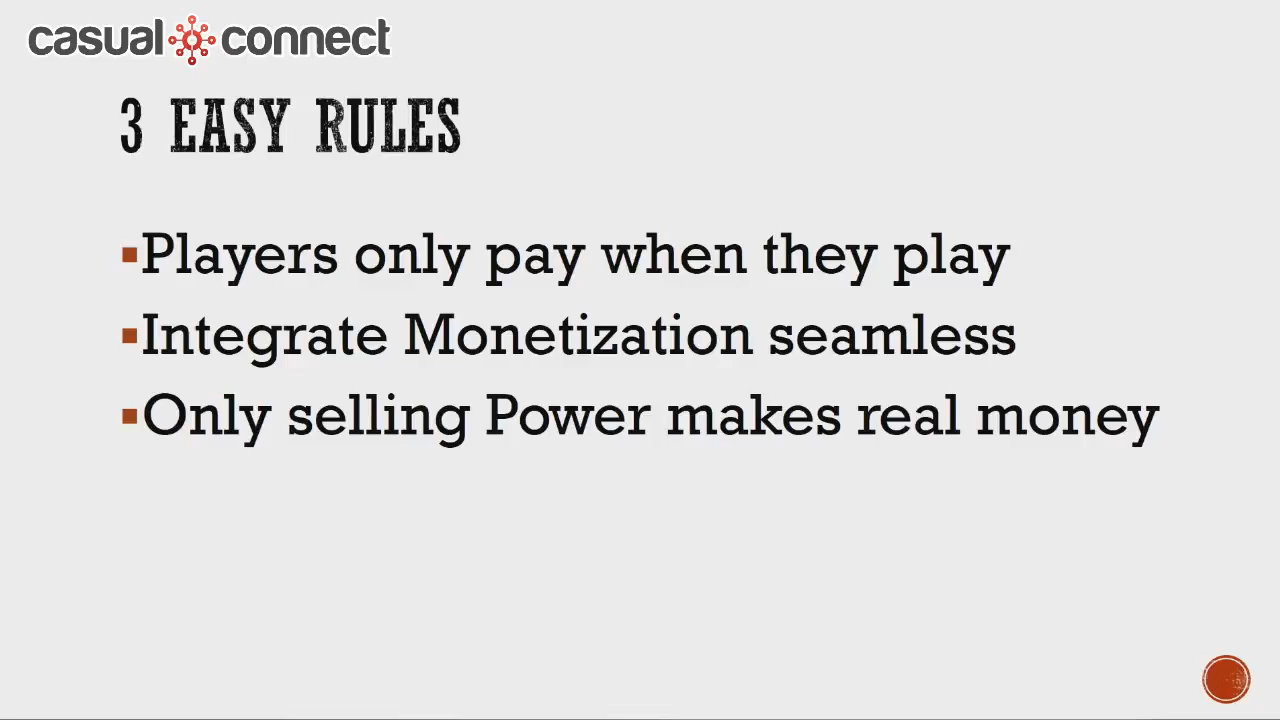 casual connect
3 EASY RULES
▪Players only pay when they play
▪Integrate Monetization seamless
▪Only selling Power makes real money